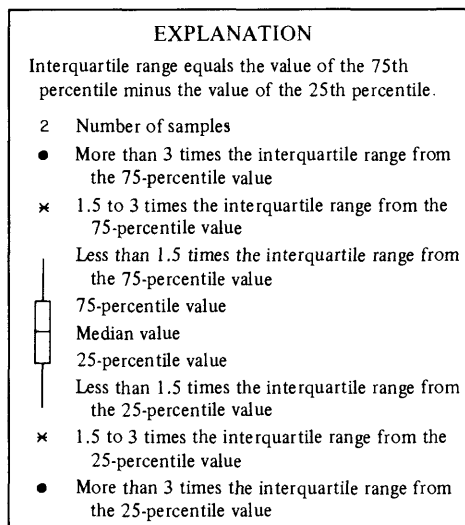 EXPLANATION
Interquartile range equals the value of the 75th
percentile minus the value of the 25th percentile.
2 Number of samples
● More than 3 times the interquartile range from
the 75-percentile value
* 1.5 to 3 times the interquartile range from the
75-percentile value
Less than 1.5 times the interquartile range from
the 75-percentile value
75-percentile value
Median value
25-percentile value
Less than 1.5 times the interquartile range from
the 25-percentile value
* 1.5 to 3 times the interquartile range from the
25-percentile value
● More than 3 times the interquartile range from
the 25-percentile value